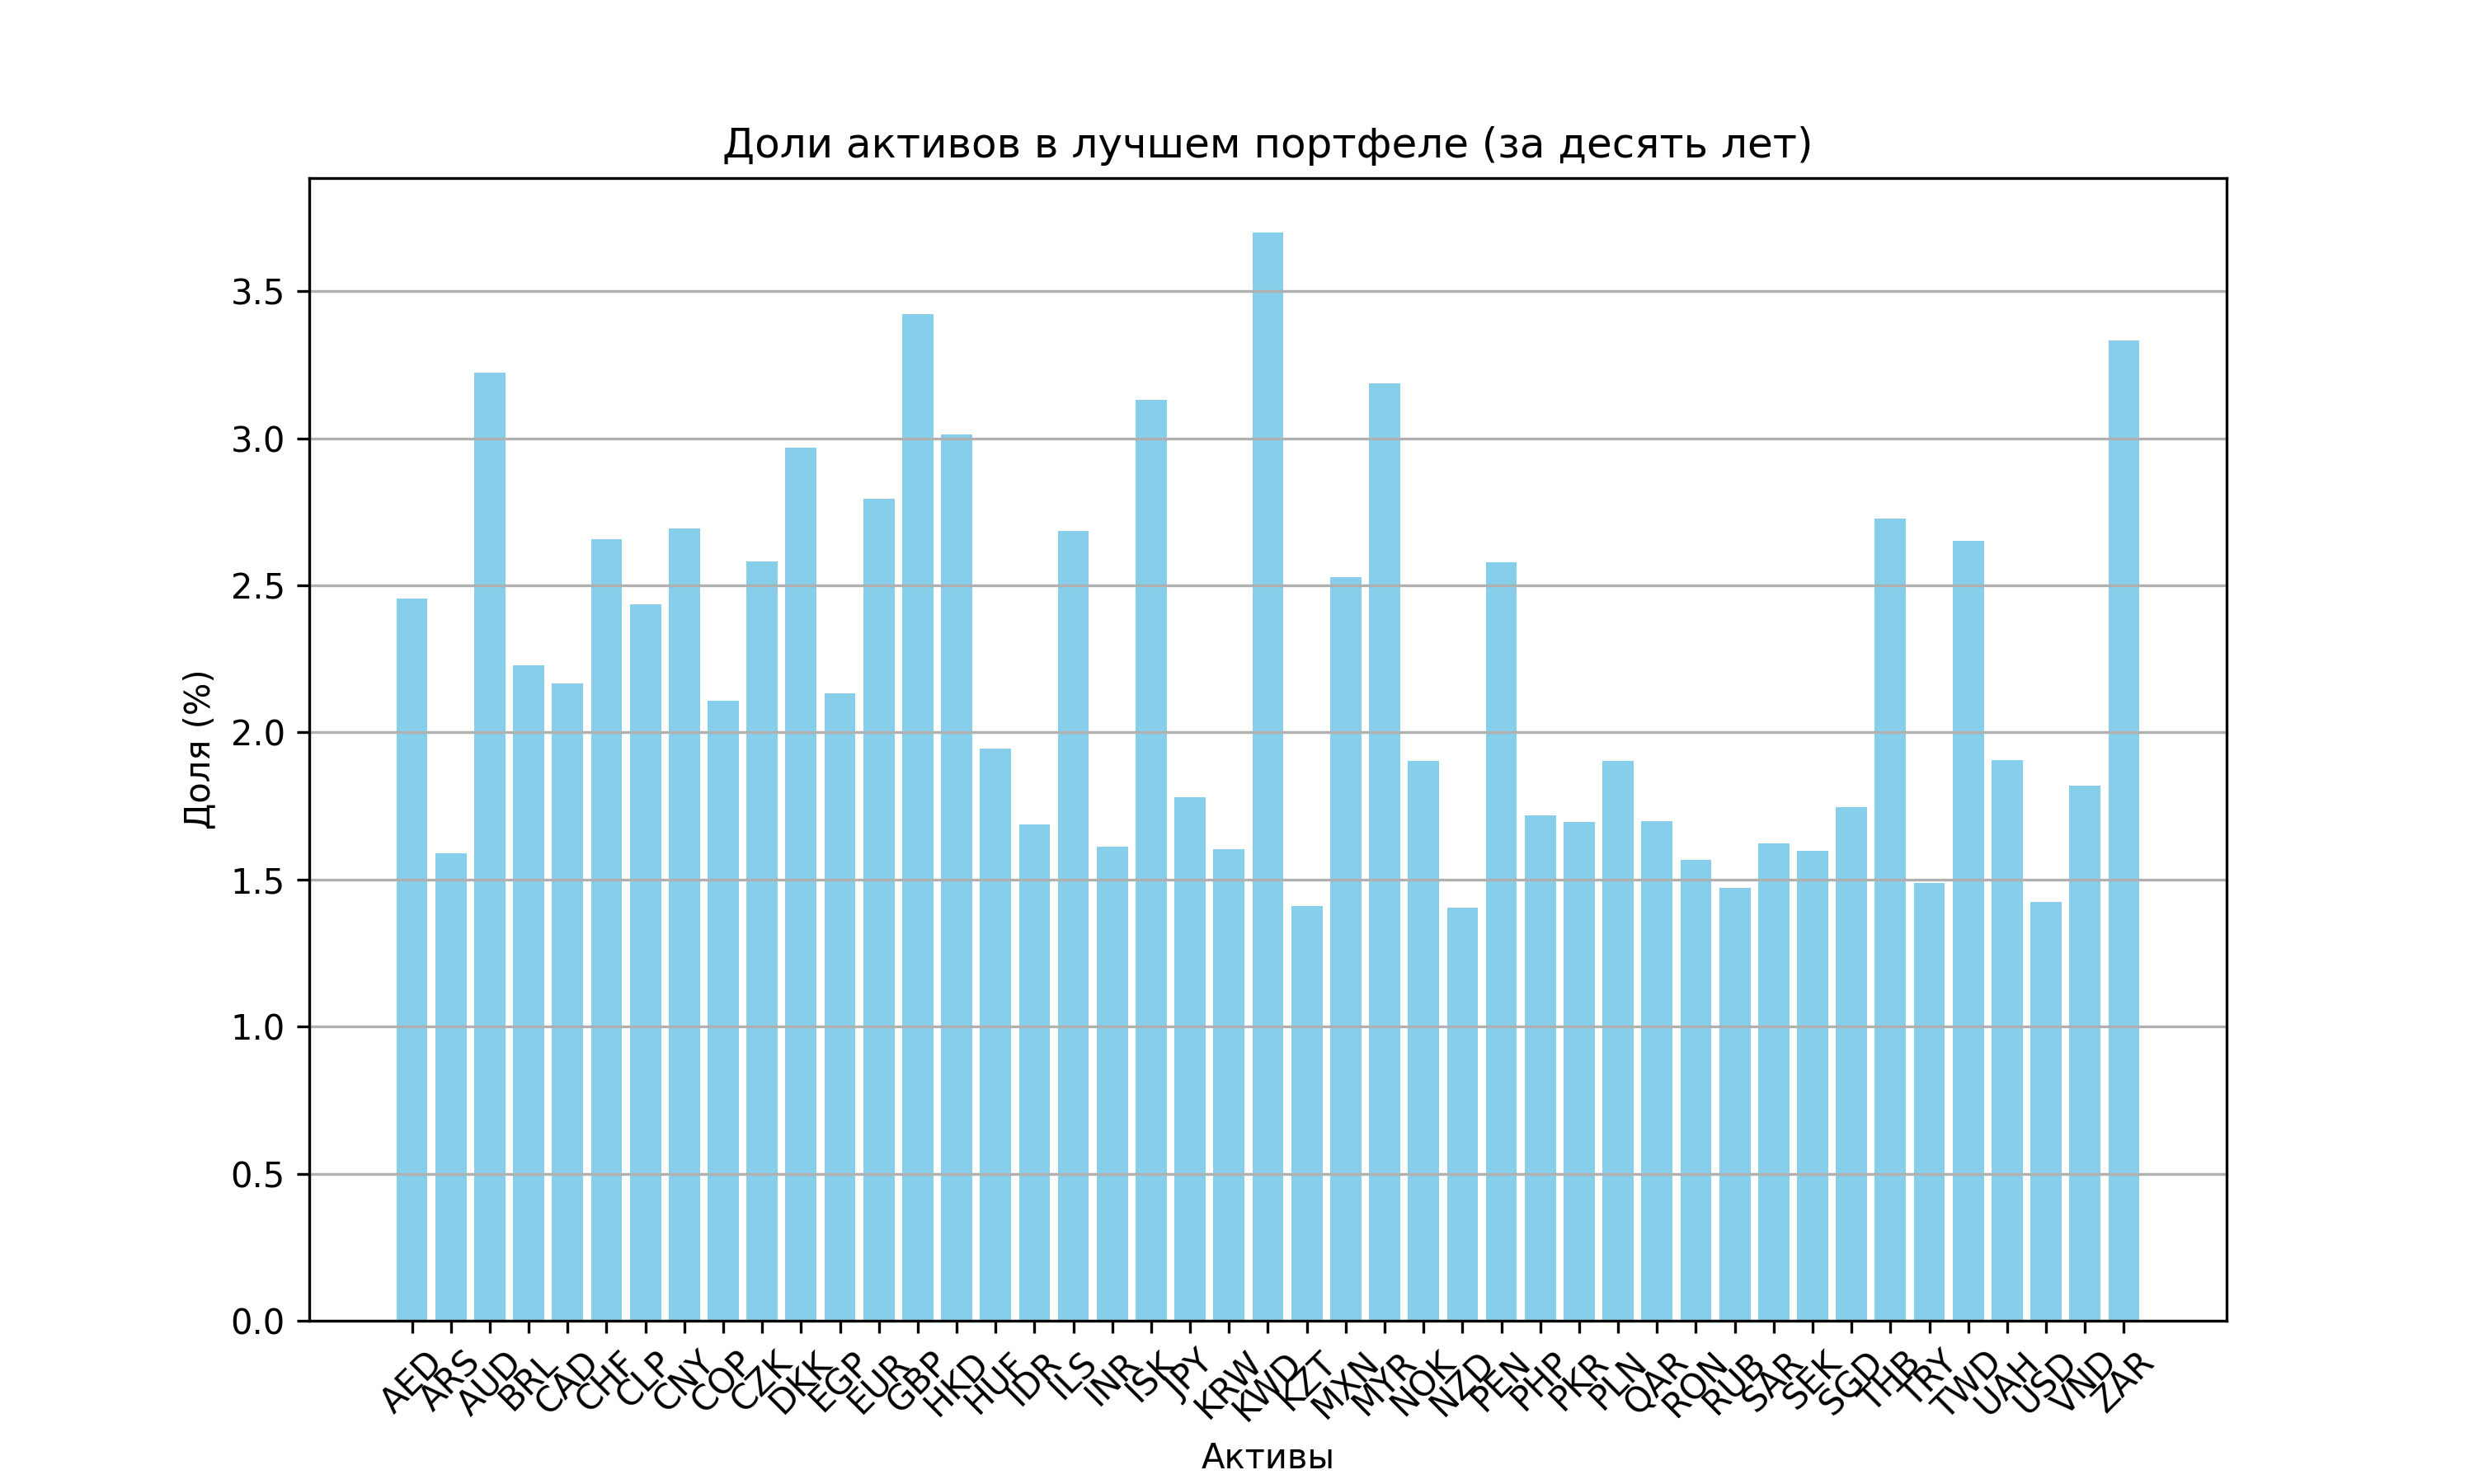 Доли активов в лучшем портфеле (за десять лет)
Доля (%)
3.5
3.0
2.5
2.0
1.5
1.0
0.5
0.0
AED ARS AUD BRL CAD CHF CLP CNY COP CZK DKK EGP EUR GBP HKD HUF IDR ILS INR ISK JPY KRW KWD KZT MXN MYR NOK NZD PEN PHP PKR PLN QAR RON RUB SAR SEK SGD THB TRY TWD UAH USD VND ZAR
Активы